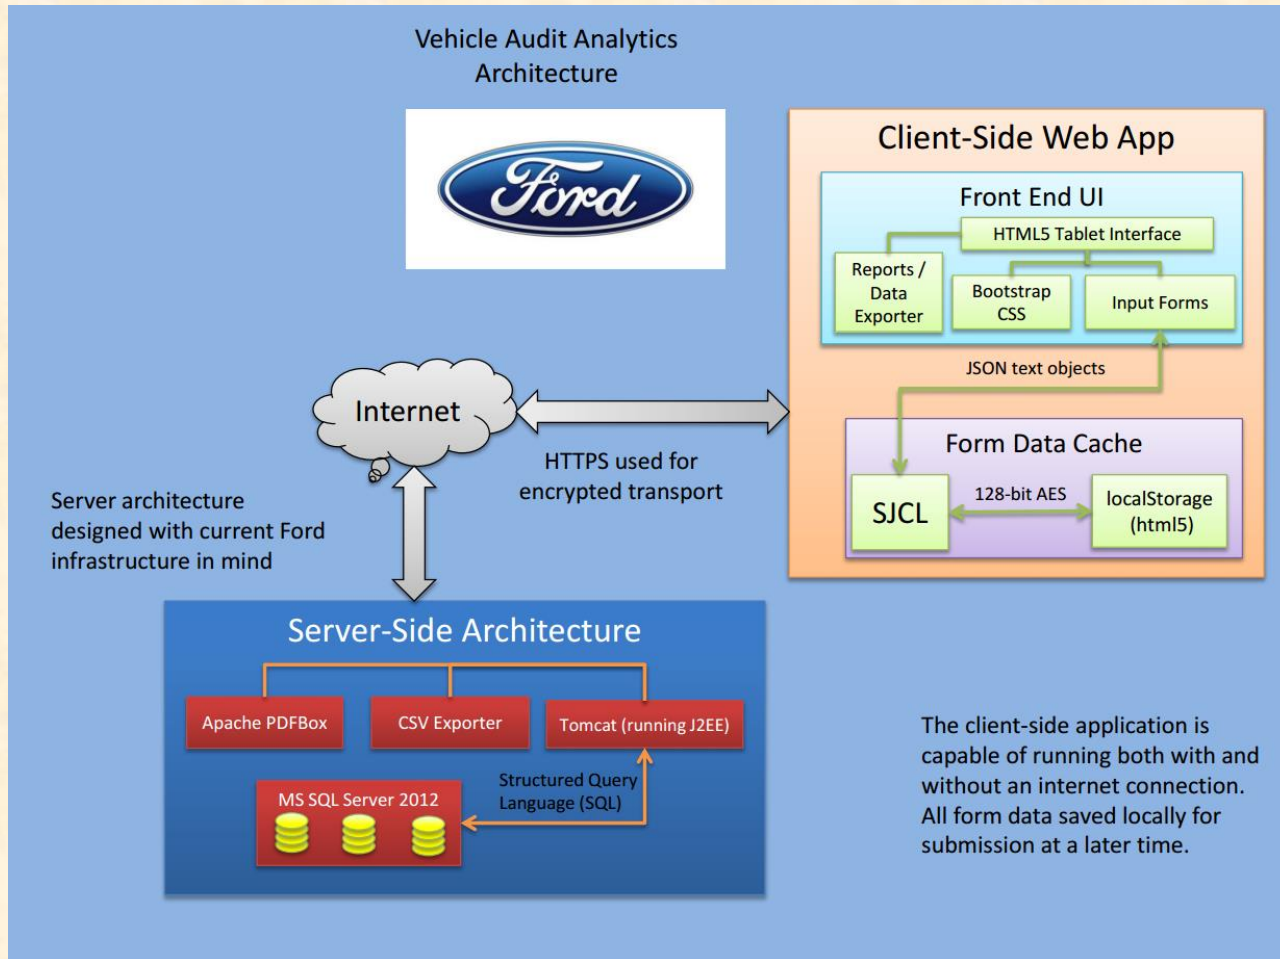 Vehicle Audit Analytics
Architecture
Ford
Client-Side Web App
Front End UI
HTML5 Tablet Interface
Reports /
Data
Exporter
Bootstrap
CSS
Input Forms
JSON text objects
Form Data Cache
SJCL
128-bit AES
localStorage
(html5)
Internet
HTTPS used for
encrypted transport
Server architecture
designed with current Ford
infrastructure in mind
Server-Side Architecture
Apache PDFBox
CSV Exporter
Tomcat (running J2EE)
Structured Query
Language (SQL)
MS SQL Server 2012
The client-side application is
capable of running both with and
without an internet connection.
All form data saved locally for
submission at a later time.